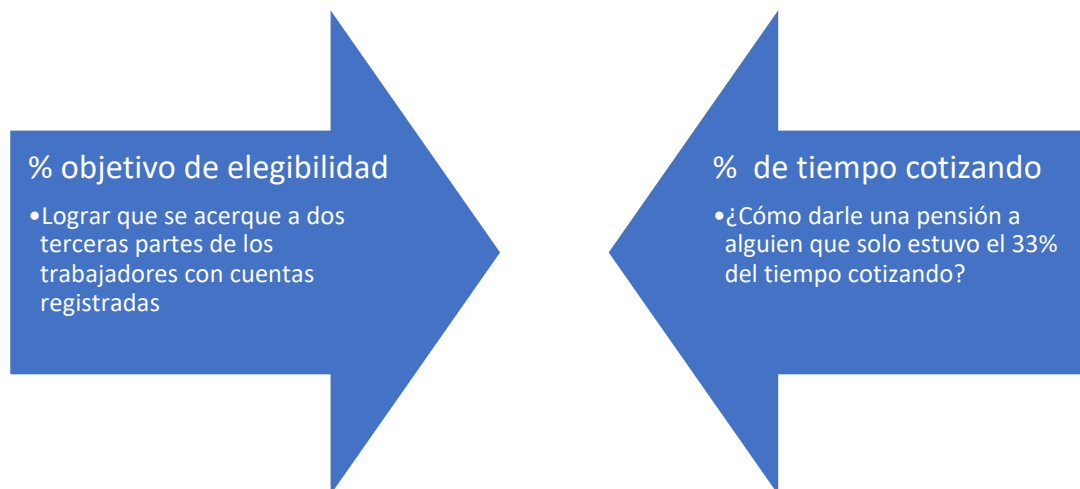 % objetivo de elegibilidad
•Lograr que se acerque a dos
terceras partes de los
trabajadores con cuentas
registradas
% de tiempo cotizando
•¿Cómo darle una pensión a
alguien que solo estuvo el 33%
del tiempo cotizando?